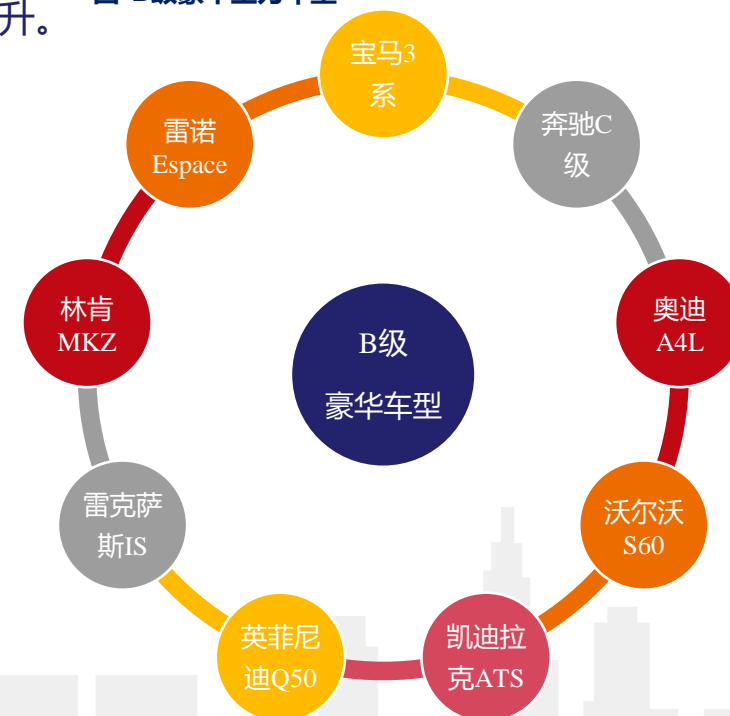 升。
宝马3
系
奔驰C
级
奥迪
A4L
沃尔沃
S60
凯迪拉
克ATS
英菲尼
迪Q50
雷克萨
斯IS
林肯
MKZ
雷诺
Espace
B级
豪华车型